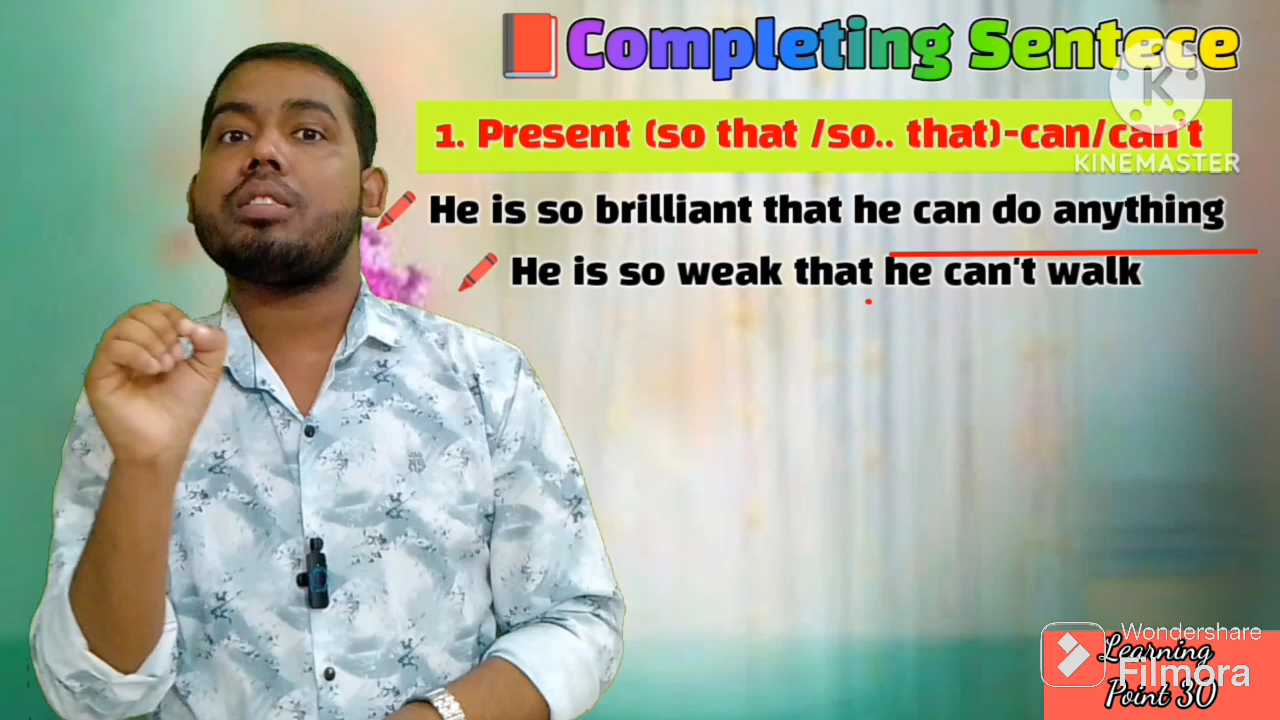 Completing Sentece
1. Present (so that /so.. that)-can/can't
KINEMASTER
He is so brilliant that he can do anything
He is so weak that he can't walk
Wondershare
Filmora
Learning
Point 30